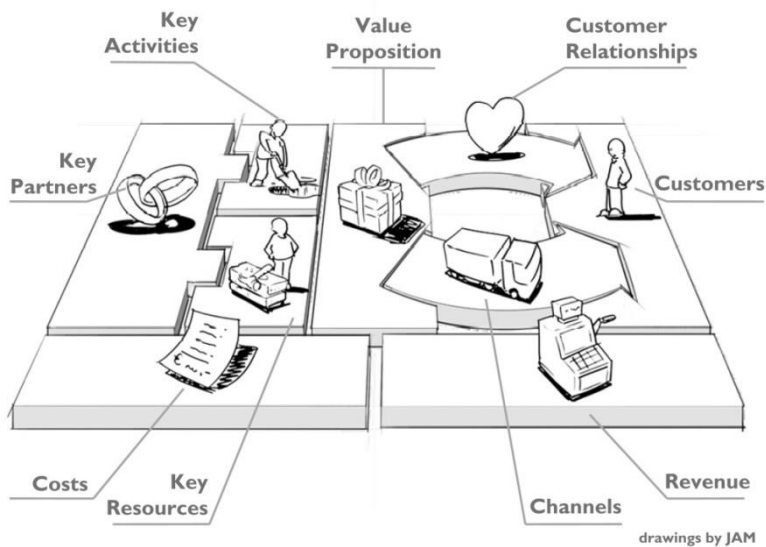 Key
Activities
Value
Proposition
Customer
Relationships
Key
Partners
Customers
€
Costs
Key
Resources
Channels
Revenue
drawings by JAM